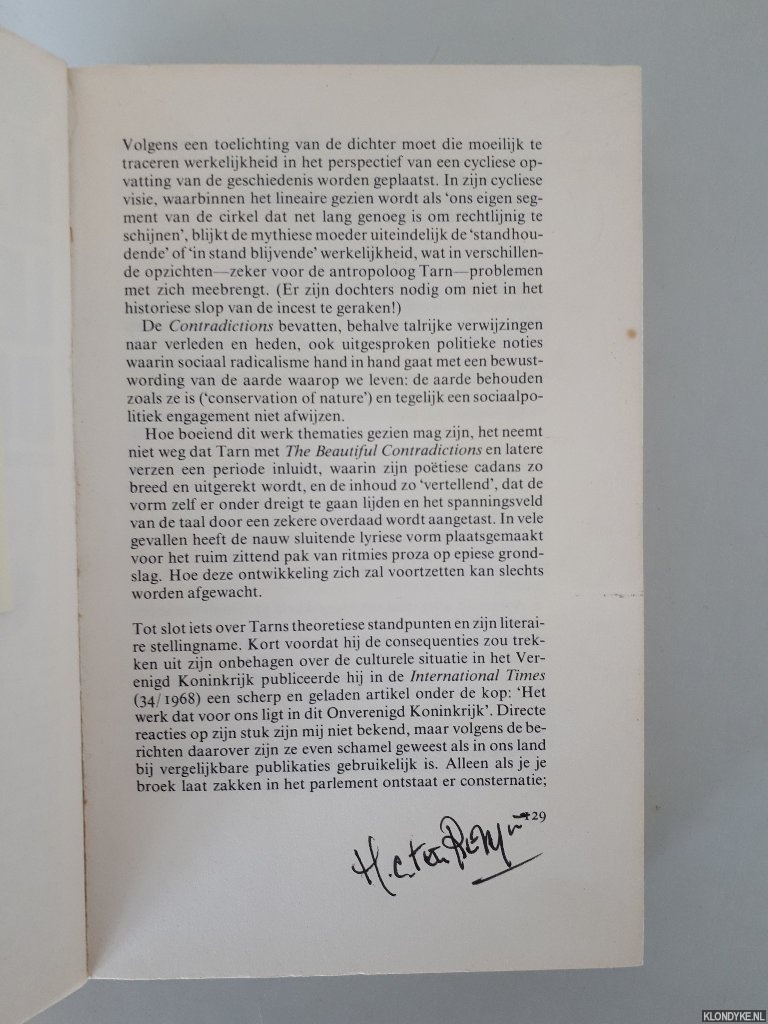 Volgens een toelichting van de dichter moet die moeilijk te
traceren werkelijkheid in het perspectief van een cycliese op-
vatting van de geschiedenis worden geplaatst. In zijn cycliese
visie, waarbinnen het lineaire gezien wordt als ‘ons eigen seg-
ment van de cirkel dat net lang genoeg is om rechtlijnig te
schijnen’, blijkt de mythiese moeder uiteindelijk de ‘standhou-
dende’ of ‘in stand blijvende’ werkelijkheid, wat in verschillen-
de opzichten—zeker voor de antropoloog Tarn—problemen
met zich meebrengt. (Er zijn dochters nodig om niet in het
historiese slop van de incest te geraken!)
De Contradictions bevatten, behalve talrijke verwijzingen
naar verleden en heden, ook uitgesproken politieke noties
waarin sociaal radicalisme hand in hand gaat met een bewust-
wording van de aarde waarop we leven: de aarde behouden
zoals ze is (‘conservation of nature’) en tegelijk een sociaalpo-
litiek engagement niet afwijzen.
Hoe boeiend dit werk thematies gezien mag zijn, het neemt
niet weg dat Tarn met The Beautiful Contradictions en latere
verzen een periode inluidt, waarin zijn poëtiese cadans zo
breed en uitgerekt wordt, en de inhoud zo ‘vertellend’, dat de
vorm zelf er onder dreigt te gaan lijden en het spanningsveld
van de taal door een zekere overdaad wordt aangetast. In vele
gevallen heeft de nauw sluitende lyriese vorm plaatsgemaakt
voor het ruim zittend pak van ritmies proza op epiese grond-
slag. Hoe deze ontwikkeling zich zal voortzetten kan slechts
worden afgewacht.
Tot slot iets over Tarns theoretiese standpunten en zijn literai-
re stellingname. Kort voordat hij de consequenties zou trek-
ken uit zijn onbehagen over de culturele situatie in het Ver-
enigd Koninkrijk publiceerde hij in de International Times
(34/1968) een scherp en geladen artikel onder de kop: ‘Het
werk dat voor ons ligt in dit Onverenigd Koninkrijk’. Directe
reacties op zijn stuk zijn mij niet bekend, maar volgens de be-
richten daarover zijn ze even schamel geweest als in ons land
bij vergelijkbare publikaties gebruikelijk is. Alleen als je je
broek laat zakken in het parlement ontstaat er consternatie;
H.C. ten
KLONDYKE.NL